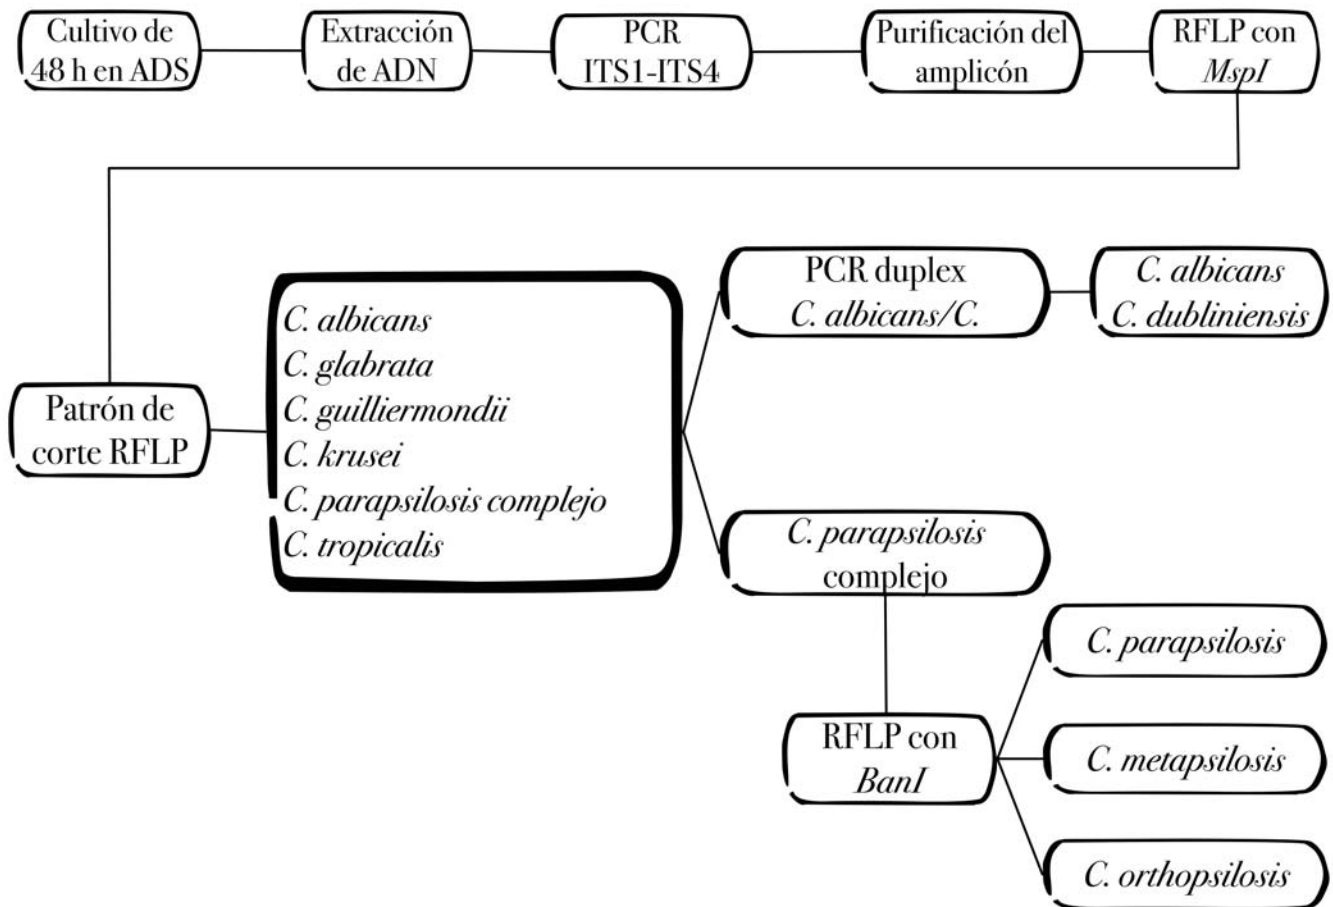 Cultivo de
48 h en ADS
Extracción
de ADN
PCR
ITS1-ITS4
Purificación del
amplicón
RFLP con
MspI
Patrón de
corte RFLP
C. albicans
C. glabrata
C. guilliermondii
C. krusei
C. parapsilosis complejo
C. tropicalis
PCR duplex
C. albicans/C.
C. albicans
C. dubliniensis
C. parapsilosis
complejo
RFLP con
BanI
C. parapsilosis
C. metapsilosis
C. orthopsilosis